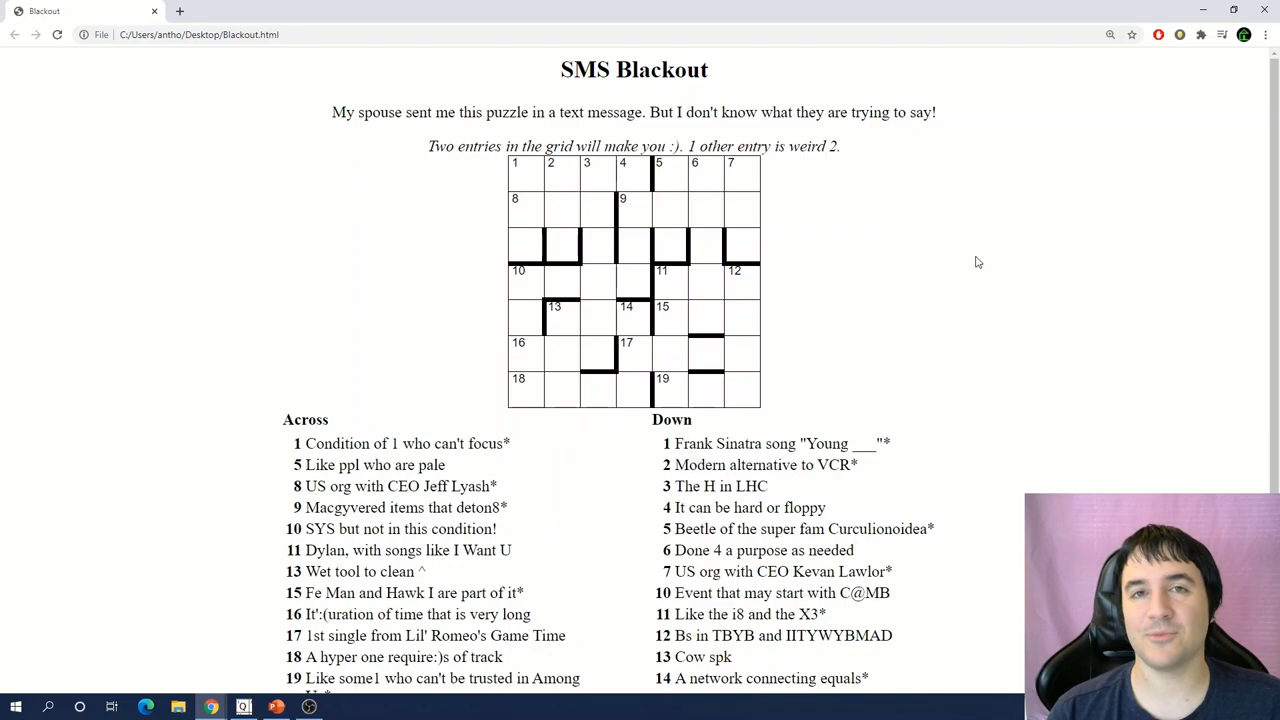 Blackout
File
C:/Users/antho/Desktop/Blackout.html
SMS Blackout
My spouse sent me this puzzle in a text message. But I don't know what they are trying to say!
Two entries in the grid will make you :). 1 other entry is weird 2.
1 2 3 4 5 6 7
8 9
10 11 12
13 14 15
16 17
18 19
Across
1 Condition of 1 who can't focus*
5 Like ppl who are pale
8 US org with CEO Jeff Lyash*
9 Macgyvered items that deton8*
10 SYS but not in this condition!
11 Dylan, with songs like I Want U
13 Wet tool to clean ^
15 Fe Man and Hawk I are part of it*
16 It':(uration of time that is very long
17 1st single from Lil' Romeo's Game Time
18 A hyper one require:)s of track
19 Like some1 who can't be trusted in Among
Down
1 Frank Sinatra song "Young ___"*
2 Modern alternative to VCR*
3 The H in LHC
4 It can be hard or floppy
5 Beetle of the super fam Curculionoidea*
6 Done 4 a purpose as needed
7 US org with CEO Kevan Lawlor*
10 Event that may start with C@MB
11 Like the i8 and the X3*
12 Bs in TBYB and IITYWYBMAD
13 Cow spk
14 A network connecting equals*